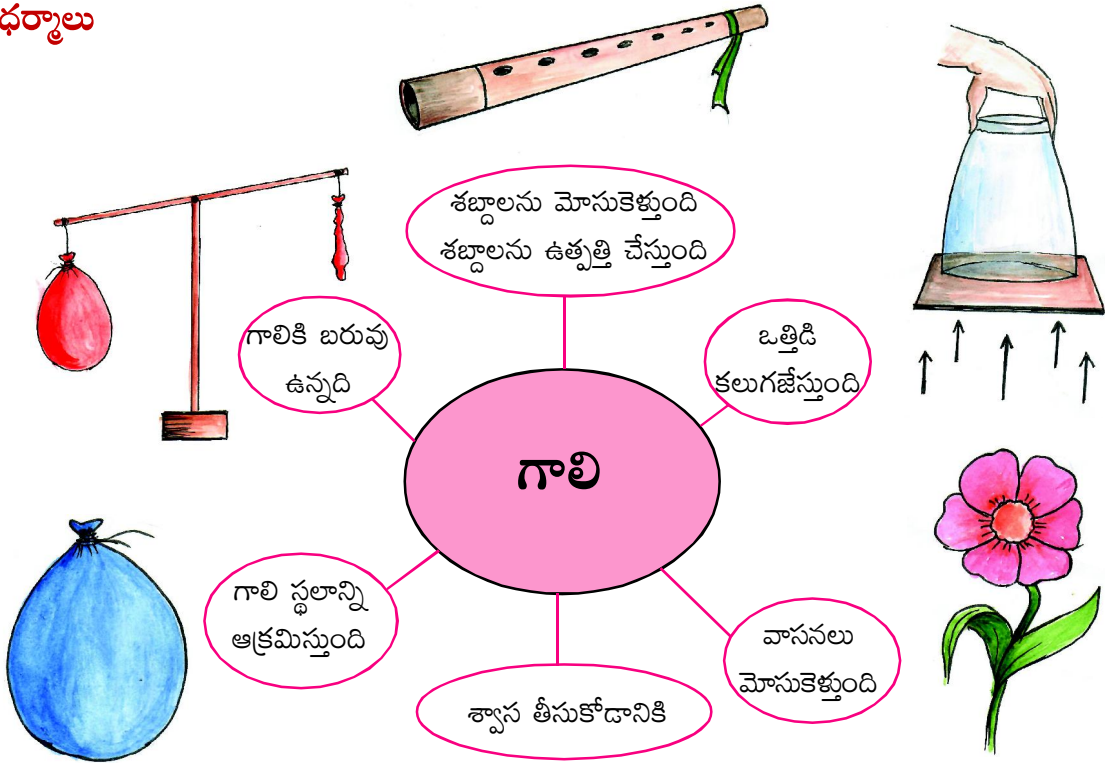 ధర్మాలు
శబ్దాలను మోసుకెళ్తుంది
శబ్దాలను ఉత్పత్తి చేస్తుంది
గాలికి బరువు
ఉన్నది
ఒత్తిడి
కలుగజేస్తుంది
గాలి
గాలి స్థలాన్ని
ఆక్రమిస్తుంది
వాసనలు
మోసుకెళ్తుంది
శ్వాస తీసుకోడానికి